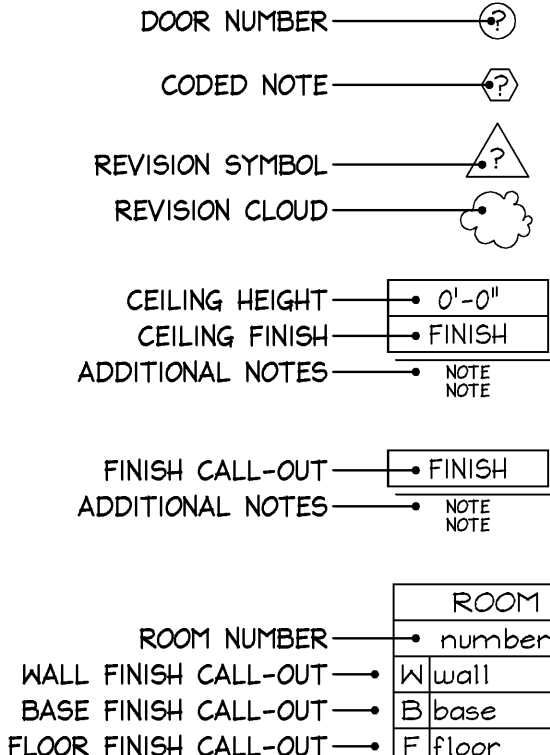 DOOR NUMBER ?
CODED NOTE ?
REVISION SYMBOL ?
REVISION CLOUD
CEILING HEIGHT 0'-0"
CEILING FINISH FINISH
ADDITIONAL NOTES NOTE
NOTE
FINISH CALL-OUT FINISH
ADDITIONAL NOTES NOTE
NOTE
ROOM
ROOM NUMBER number
WALL FINISH CALL-OUT W wall
BASE FINISH CALL-OUT B base
FLOOR FINISH CALL-OUT F floor